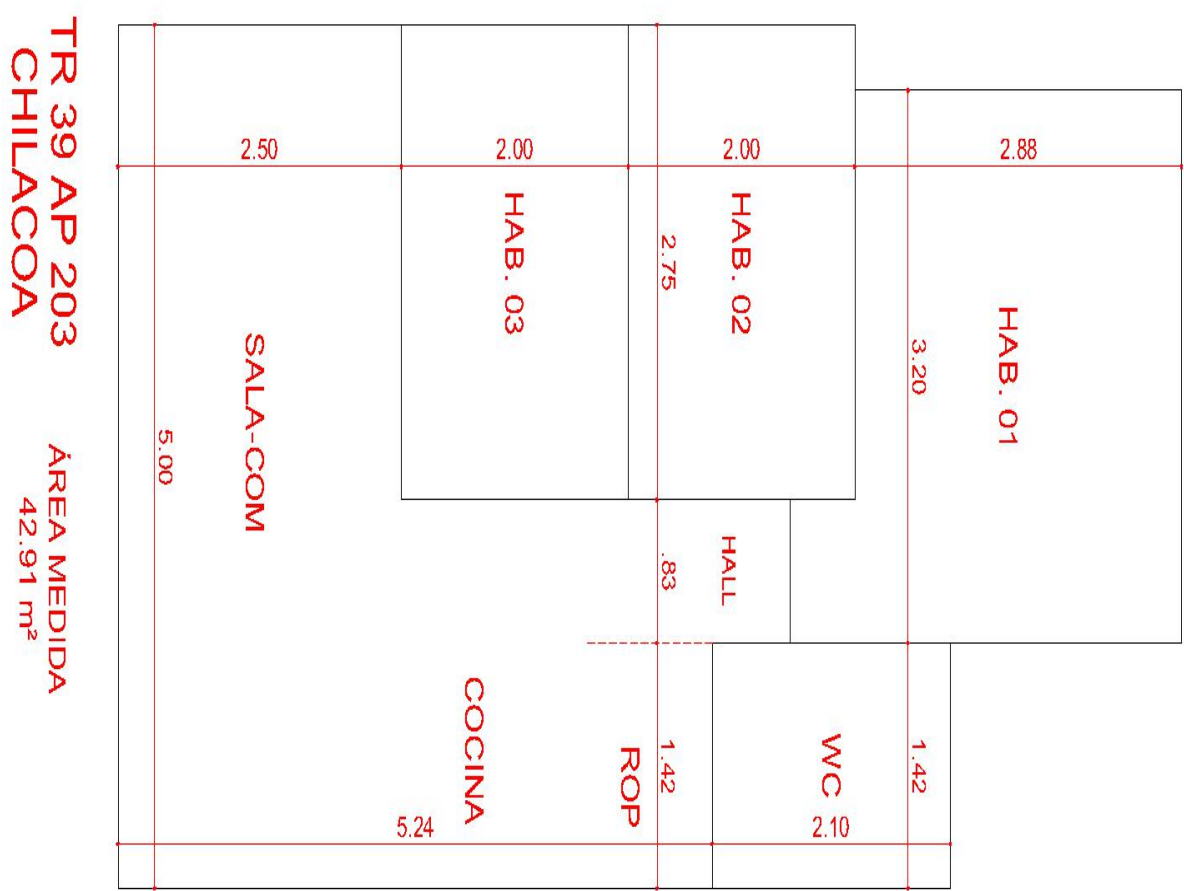 TR 39 AP 203
CHILACOA
ÁREA MEDIDA
42.91 m²
2.50
2.00
2.00
2.88
HAB. 03
HAB. 02
HAB. 01
2.75
3.20
SALA-COM
5.00
.83
HALL
COCINA
ROP
1.42
WC
1.42
5.24
2.10